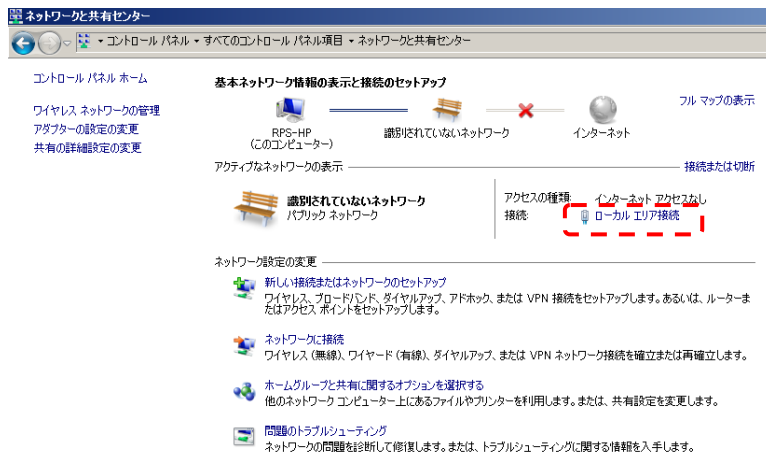 ネットワークと共有センター
コントロール パネル すべてのコントロール パネル項目 ネットワークと共有センター
コントロール パネル ホーム
ワイヤレス ネットワークの管理
アダプターの設定の変更
共有の詳細設定の変更
基本ネットワーク情報の表示と接続のセットアップ
フル マップの表示
RPS-HP
(このコンピューター)
識別されていないネットワーク
インターネット
アクティブなネットワークの表示
接続または切断
識別されていないネットワーク
パブリック ネットワーク
アクセスの種類: インターネット アクセスなし
接続: ローカル エリア接続
ネットワーク設定の変更
新しい接続またはネットワークのセットアップ
ワイヤレス、ブロードバンド、ダイヤルアップ、アドホック、または VPN 接続をセットアップします。あるいは、ルーターま
たはアクセス ポイントをセットアップします。
ネットワークに接続
ワイヤレス (無線)、ワイヤード (有線)、ダイヤルアップ、または VPN ネットワーク接続を確立または再確立します。
ホームグループと共有に関するオプションを選択する
他のネットワーク コンピューター上にあるファイルやプリンターを利用します。または、共有設定を変更します。
問題のトラブルシューティング
ネットワークの問題を診断して修復します。または、トラブルシューティングに関する情報を入手します。